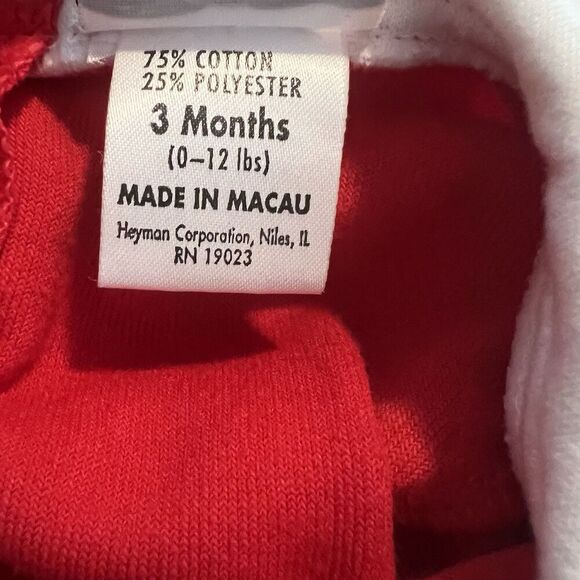 75% COTTON
25% POLYESTER
3 Months
(0–12 lbs)
MADE IN MACAU
Heyman Corporation, Niles, IL
RN 19023